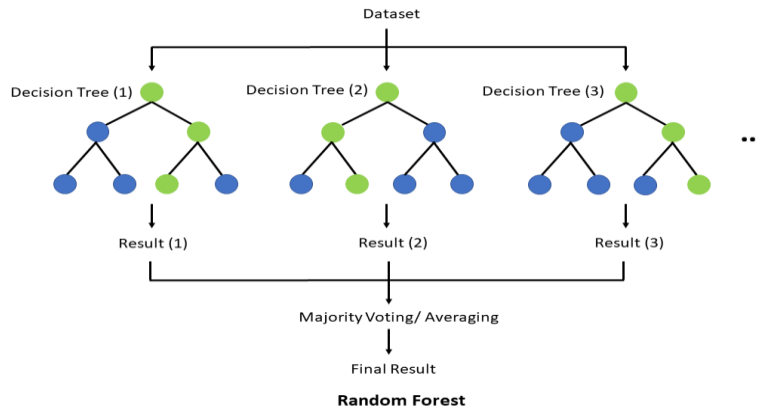 Dataset
Decision Tree (1)
Decision Tree (2)
Decision Tree (3)
..
Result (1)
Result (2)
Result (3)
Majority Voting/ Averaging
Final Result
Random Forest